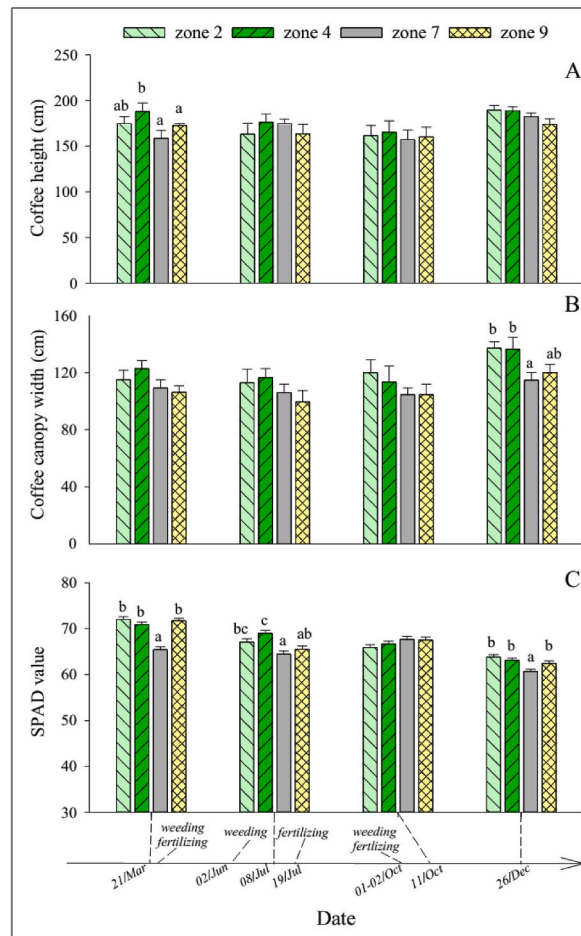 zone 2 zone 4 zone 7 zone 9
A
Coffee height (cm)
250
200
150
100
50
0
ab b a a
B
Coffee canopy width (cm)
160
120
80
40
0
b b a ab
C
SPAD value
80
70
60
50
40
30
b b a b
bc c a ab
b b a b
weeding
fertilizing
weeding
fertilizing
weeding
fertilizing
21/Mar
02/Jun
08/Jul
19/Jul
01-02/Oct
11/Oct
26/Dec
Date